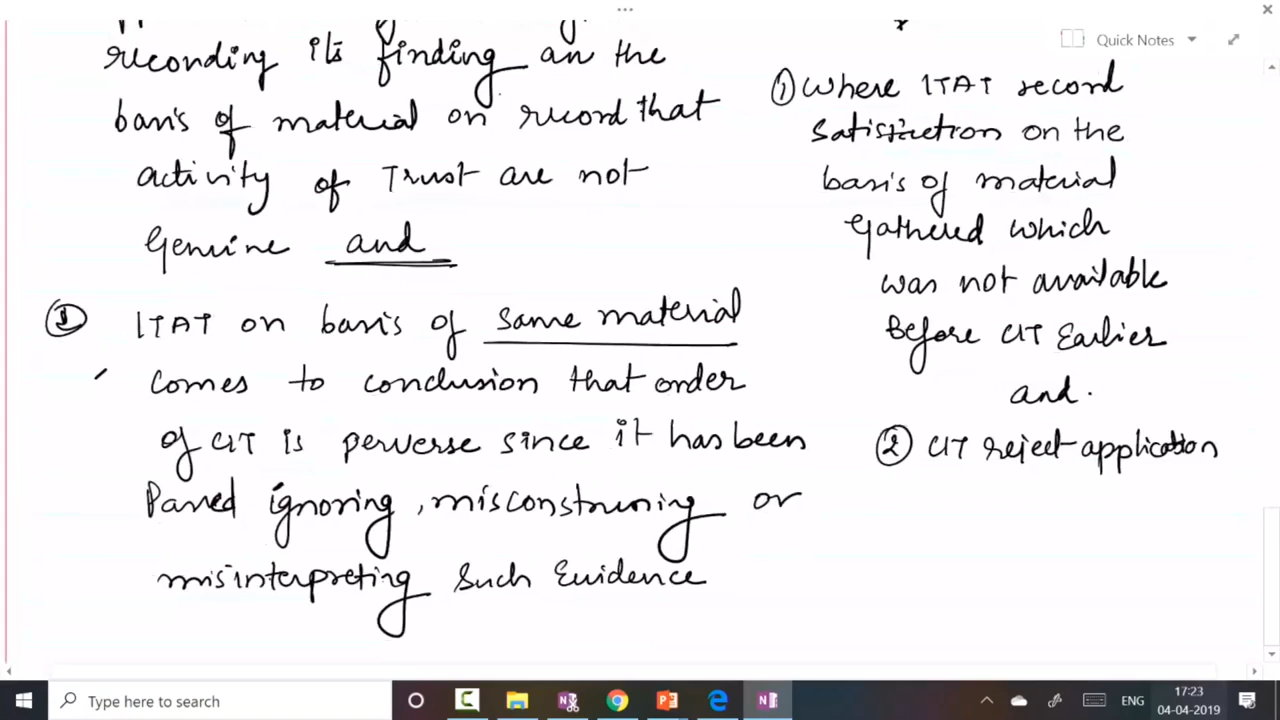 Quick Notes
reconding its finding on the
basis of material on record that
activity of Trust are not
Genuine and
① ITAT on basis of same material
comes to conclusion that order
of CIT is perverse since it has been
Passed ignoring, misconstruning or
misinterpreting such Evidence
① Where ITAT record
Satisfaction on the
basis of material
Gathered which
was not available
Before CIT Earlier
and.
② CIT reject application
Type here to search
ENG
17:23
04-04-2019